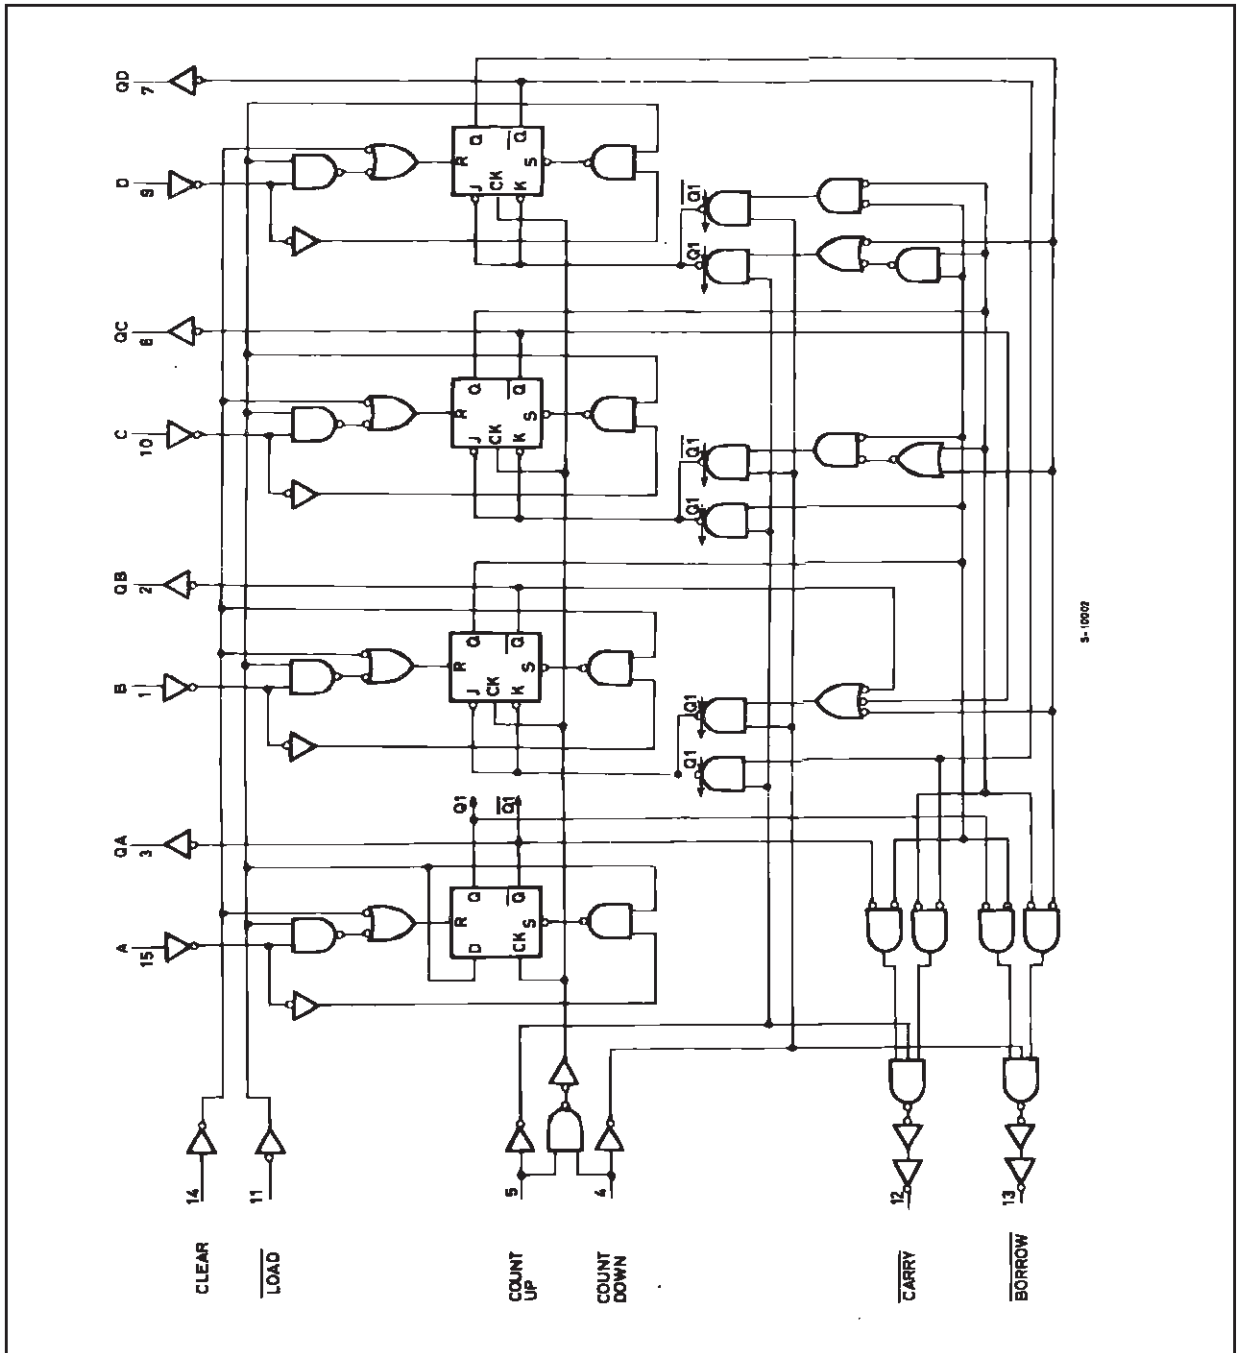 QD
7
D
9
QC
6
C
10
QB
2
B
1
QA
3
A
15
Q
Q
R
S
J
CK
K
Q
Q
R
S
J
CK
K
Q
Q
R
S
J
CK
K
Q
Q
R
S
D
CK
Q1
Q1
Q1
Q1
Q1
Q1
Q1
Q1
14
CLEAR
11
LOAD
5
COUNT
UP
4
COUNT
DOWN
12
CARRY
13
BORROW
S-10002